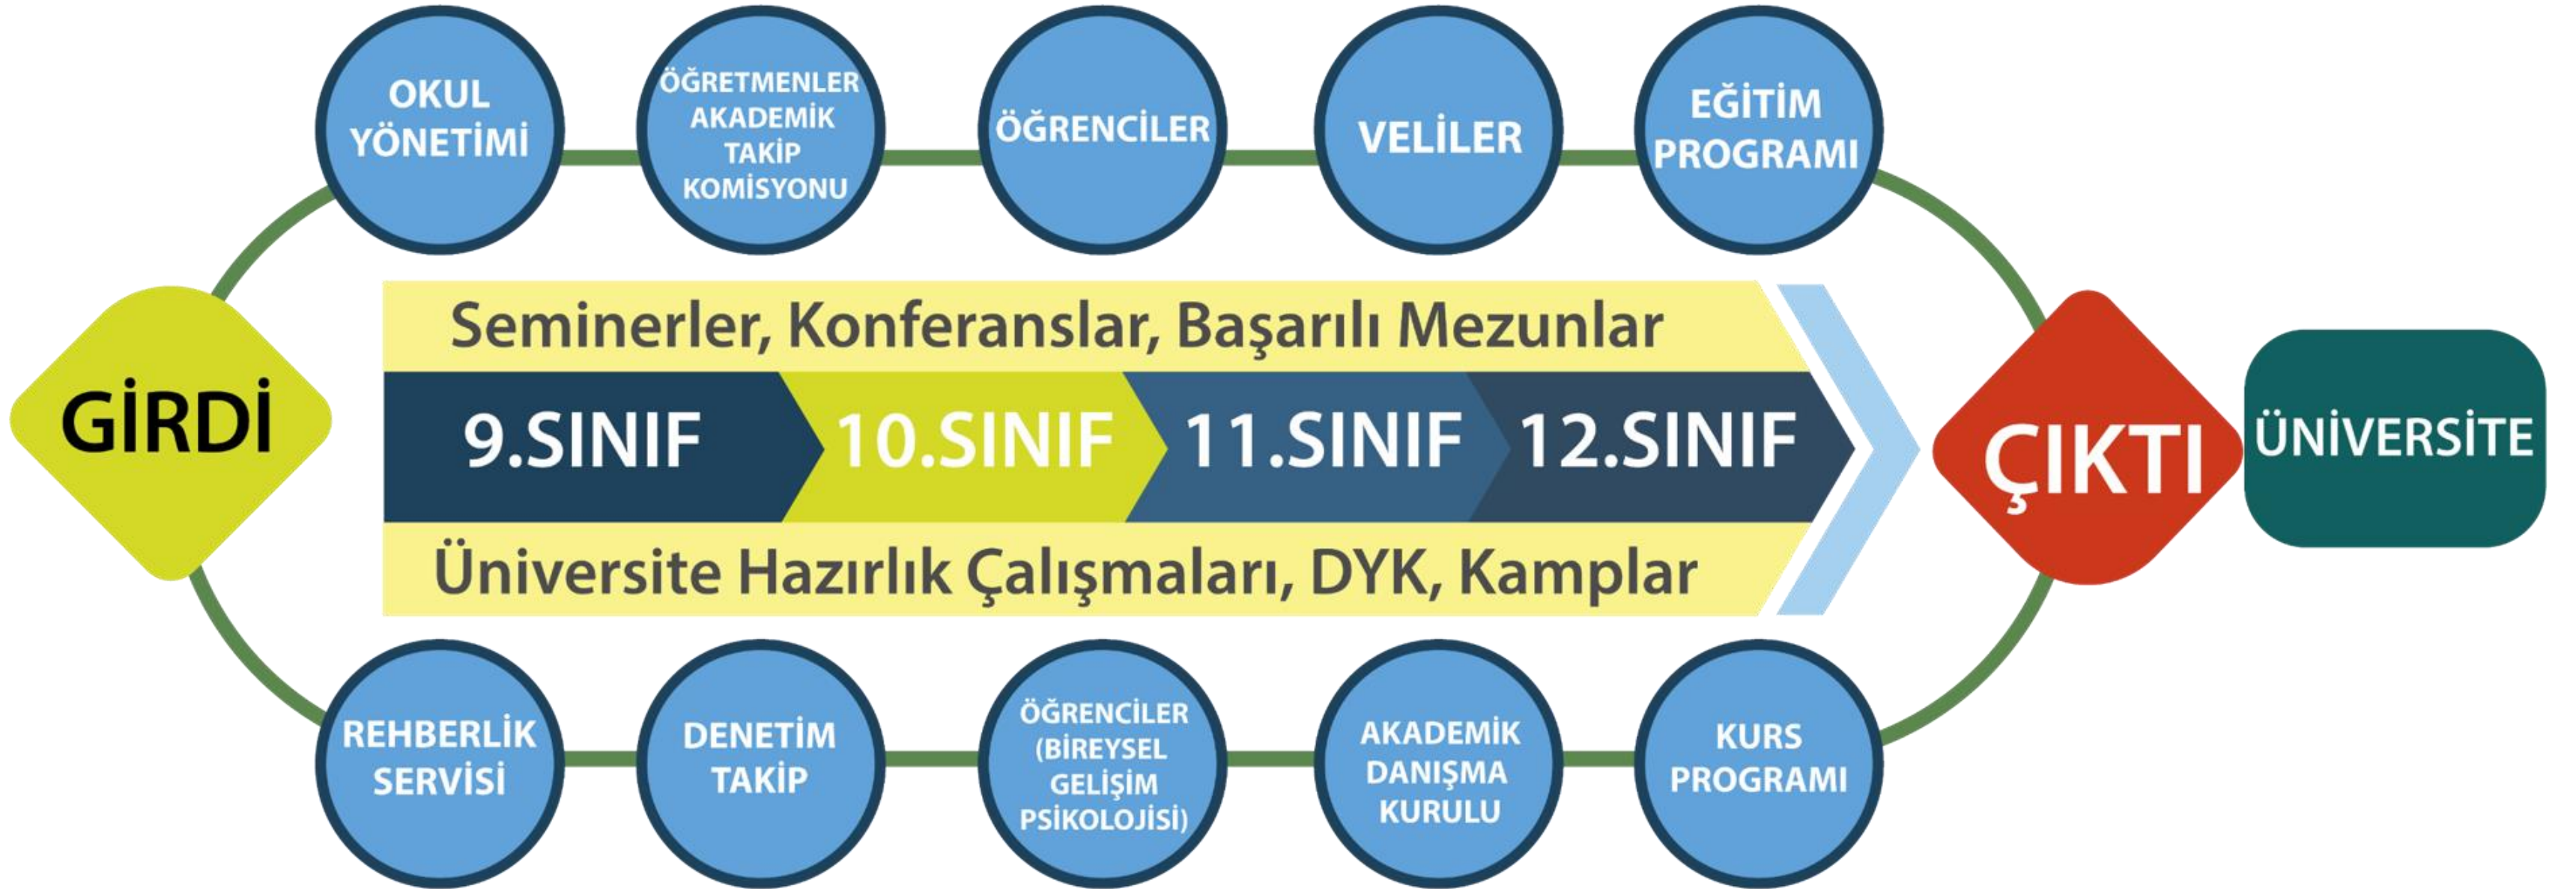 OKUL
YÖNETİMİ
ÖĞRETMENLER
AKADEMİK
TAKİP
KOMİSYONU
ÖĞRENCİLER
VELİLER
EĞİTİM
PROGRAMI
GİRDİ
Seminerler, Konferanslar, Başarılı Mezunlar
9.SINIF
10.SINIF
11.SINIF
12.SINIF
Üniversite Hazırlık Çalışmaları, DYK, Kamplar
ÇIKTI
ÜNİVERSİTE
REHBERLİK
SERVİSİ
DENETİM
TAKİP
ÖĞRENCİLER
(BİREYSEL
GELİŞİM
PSİKOLOJİSİ)
AKADEMİK
DANIŞMA
KURULU
KURS
PROGRAMI